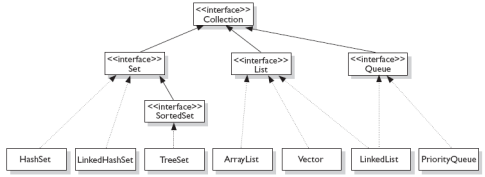 <<interface>>
Collection
<<interface>>
Set
<<interface>>
List
<<interface>>
Queue
<<interface>>
SortedSet
HashSet
LinkedHashSet
TreeSet
ArrayList
Vector
LinkedList
PriorityQueue